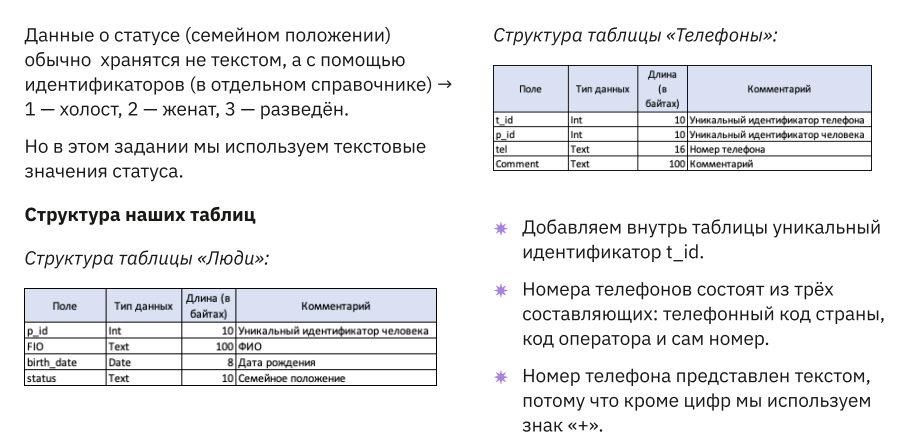 Данные о статусе (семейном положении)
обычно хранятся не текстом, а с помощью
идентификаторов (в отдельном справочнике) →
1 — холост, 2 — женат, 3 — разведён.
Но в этом задании мы используем текстовые
значения статуса.
Структура наших таблиц
Структура таблицы «Люди»:
Поле Тип данных Длина (в байтах) Комментарий
p_id Int 10 Уникальный идентификатор человека
FIO Text 100 ФИО
birth_date Date 8 Дата рождения
status Text 10 Семейное положение
Структура таблицы «Телефоны»:
Поле Тип данных Длина (в байтах) Комментарий
t_id Int 10 Уникальный идентификатор телефона
p_id Int 10 Уникальный идентификатор человека
tel Text 16 Номер телефона
Comment Text 100 Комментарий
Добавляем внутрь таблицы уникальный
идентификатор t_id.
Номера телефонов состоят из трёх
составляющих: телефонный код страны,
код оператора и сам номер.
Номер телефона представлен текстом,
потому что кроме цифр мы используем
знак «+».